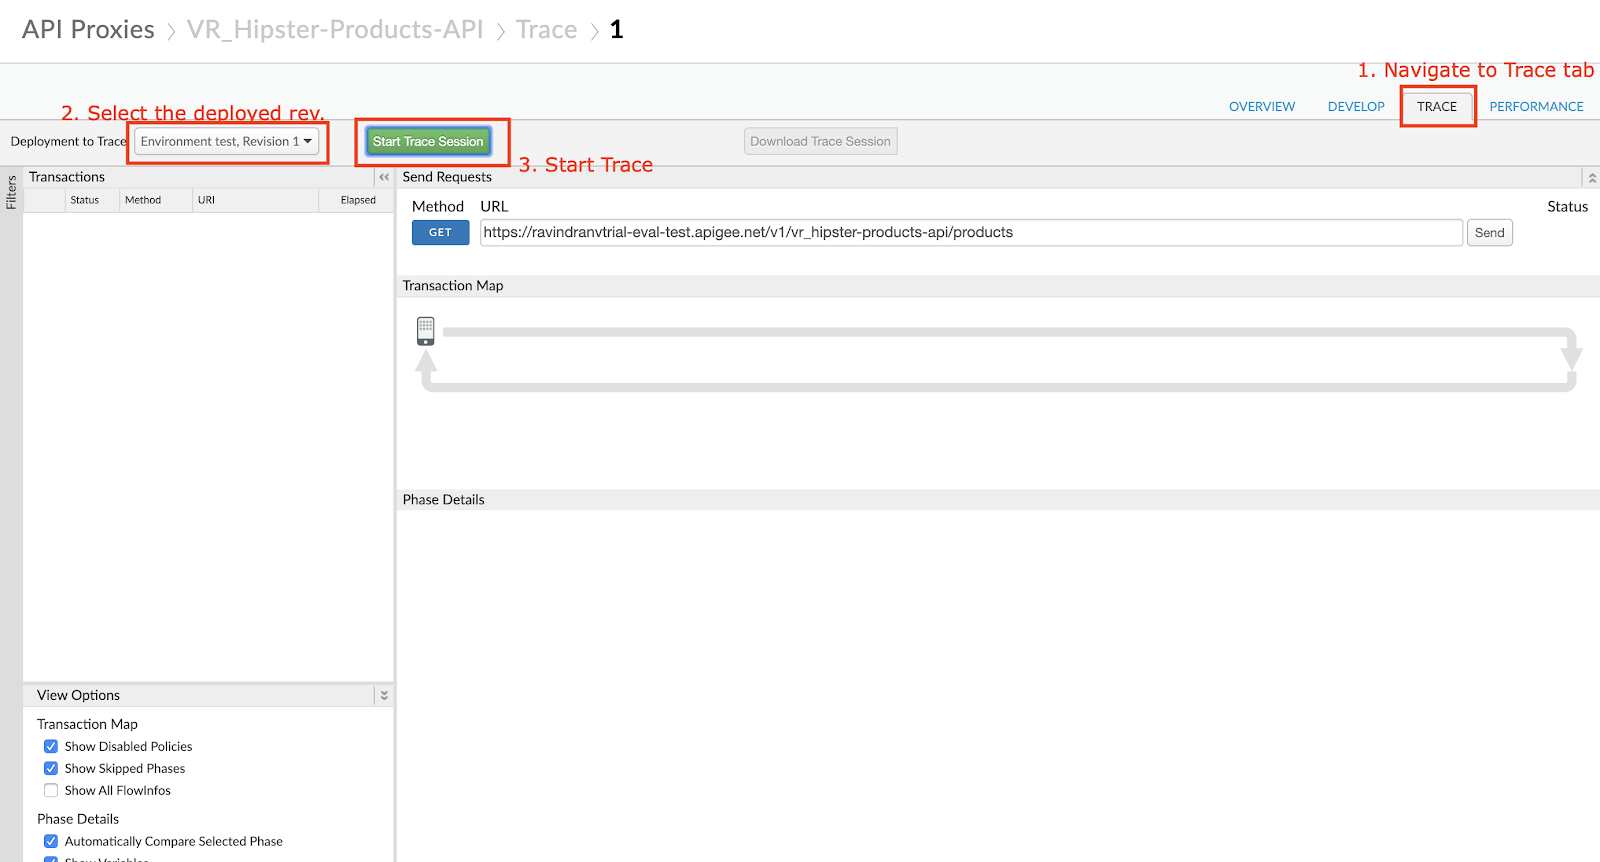 API Proxies > VR_Hipster-Products-API > Trace > 1
1. Navigate to Trace tab
OVERVIEW DEVELOP TRACE PERFORMANCE
2. Select the deployed rev.
Deployment to Trace Environment test, Revision 1 Start Trace Session Download Trace Session
3. Start Trace
Filters
Transactions
Status Method URI Elapsed
Send Requests
Method URL Status
GET https://ravindranvtrial-eval-test.apigee.net/v1/vr_hipster-products-api/products Send
Transaction Map
Phase Details
View Options
Transaction Map
Show Disabled Policies
Show Skipped Phases
Show All FlowInfos
Phase Details
Automatically Compare Selected Phase
Show Variables